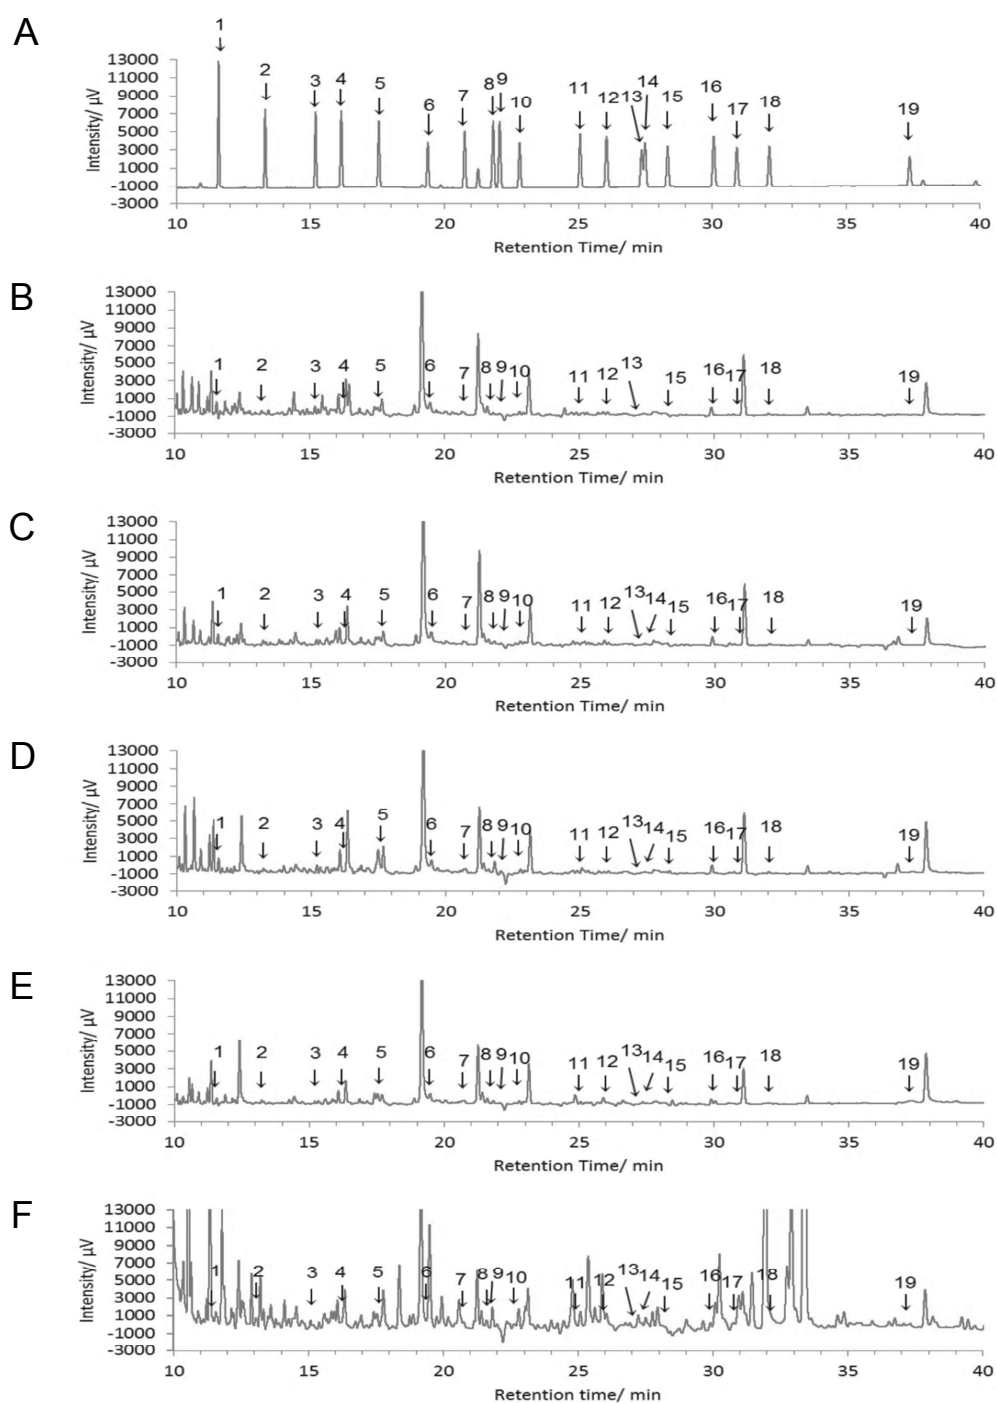 A
1
2 3 4 5 6 7 8 9 10 11 12 13 14 15 16 17 18 19
Intensity/ μV
13000
11000
9000
7000
5000
3000
1000
-1000
-3000
10 15 20 25 30 35 40
Retention Time/ min
B
1 2 3 4 5 6 7 8 9 10 11 12 13 15 16 17 18 19
Intensity/ μV
13000
11000
9000
7000
5000
3000
1000
-1000
-3000
10 15 20 25 30 35 40
Retention Time/ min
C
1 2 3 4 5 6 7 8 9 10 11 12 13 14 15 16 17 18 19
Intensity/ μV
13000
11000
9000
7000
5000
3000
1000
-1000
-3000
10 15 20 25 30 35 40
Retention Time/ min
D
1 2 3 4 5 6 7 8 9 10 11 12 13 14 15 16 17 18 19
Intensity/ μV
13000
11000
9000
7000
5000
3000
1000
-1000
-3000
10 15 20 25 30 35 40
Retention Time/ min
E
1 2 3 4 5 6 7 8 9 10 11 12 13 14 15 16 17 18 19
Intensity/ μV
13000
11000
9000
7000
5000
3000
1000
-1000
-3000
10 15 20 25 30 35 40
Retention Time/ min
F
1 2 3 4 5 6 7 8 9 10 11 12 13 14 15 16 17 18 19
Intensity/ μV
13000
11000
9000
7000
5000
3000
1000
-1000
-3000
10 15 20 25 30 35 40
Retention time/ min